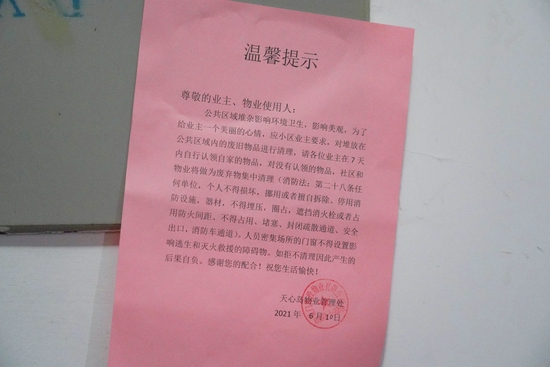 温馨提示
尊敬的业主、物业使用人：
公共区域堆杂影响环境卫生，影响美观，为了
给业主一个美丽的心情，应小区业主要求，对堆放在
公共区域内的废旧物品进行清理，请各位业主在7天
内自行认领自家的物品，对没有认领的物品，社区和
物业将做为废弃物集中清理（消防法：第二十八条任
何单位，个人不得损坏，挪用或者擅自拆除、停用消
防设施，器材，不得埋压、圈占，遮挡消火栓或者占
用防火间距、不得占用、堵塞、封闭疏散通道、安全
出口，消防车通道），人员密集场所的门窗不得设置影
响逃生和灭火救援的障碍物。如拒不清理因此产生的
后果自负。感谢您的配合！祝您生活愉快！
天心岛物业管理处
2021年 6月10日